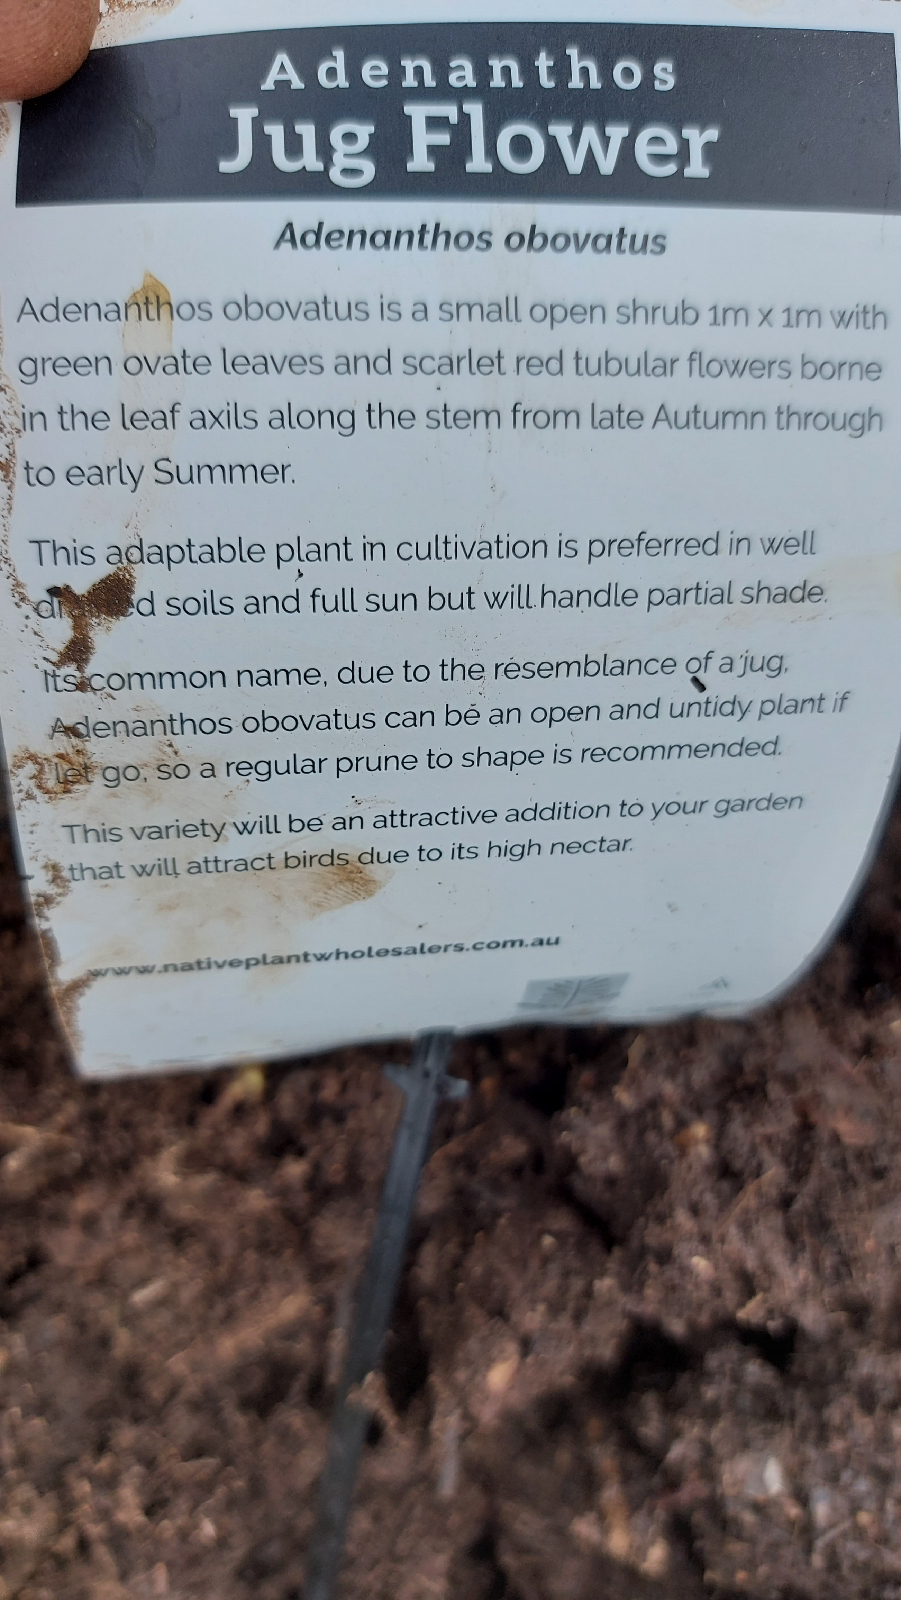 Adenanthos
Jug Flower
Adenanthos obovatus
Adenanthos obovatus is a small open shrub 1m x 1m with
green ovate leaves and scarlet red tubular flowers borne
in the leaf axils along the stem from late Autumn through
to early Summer.
This adaptable plant in cultivation is preferred in well
soils and full sun but will handle partial shade.
Its common name, due to the resemblance of a jug,
Adenanthos obovatus can be an open and untidy plant if
let go, so a regular prune to shape is recommended.
This variety will be an attractive addition to your garden
that will attract birds due to its high nectar.
www.nativeplantwholesalers.com.au